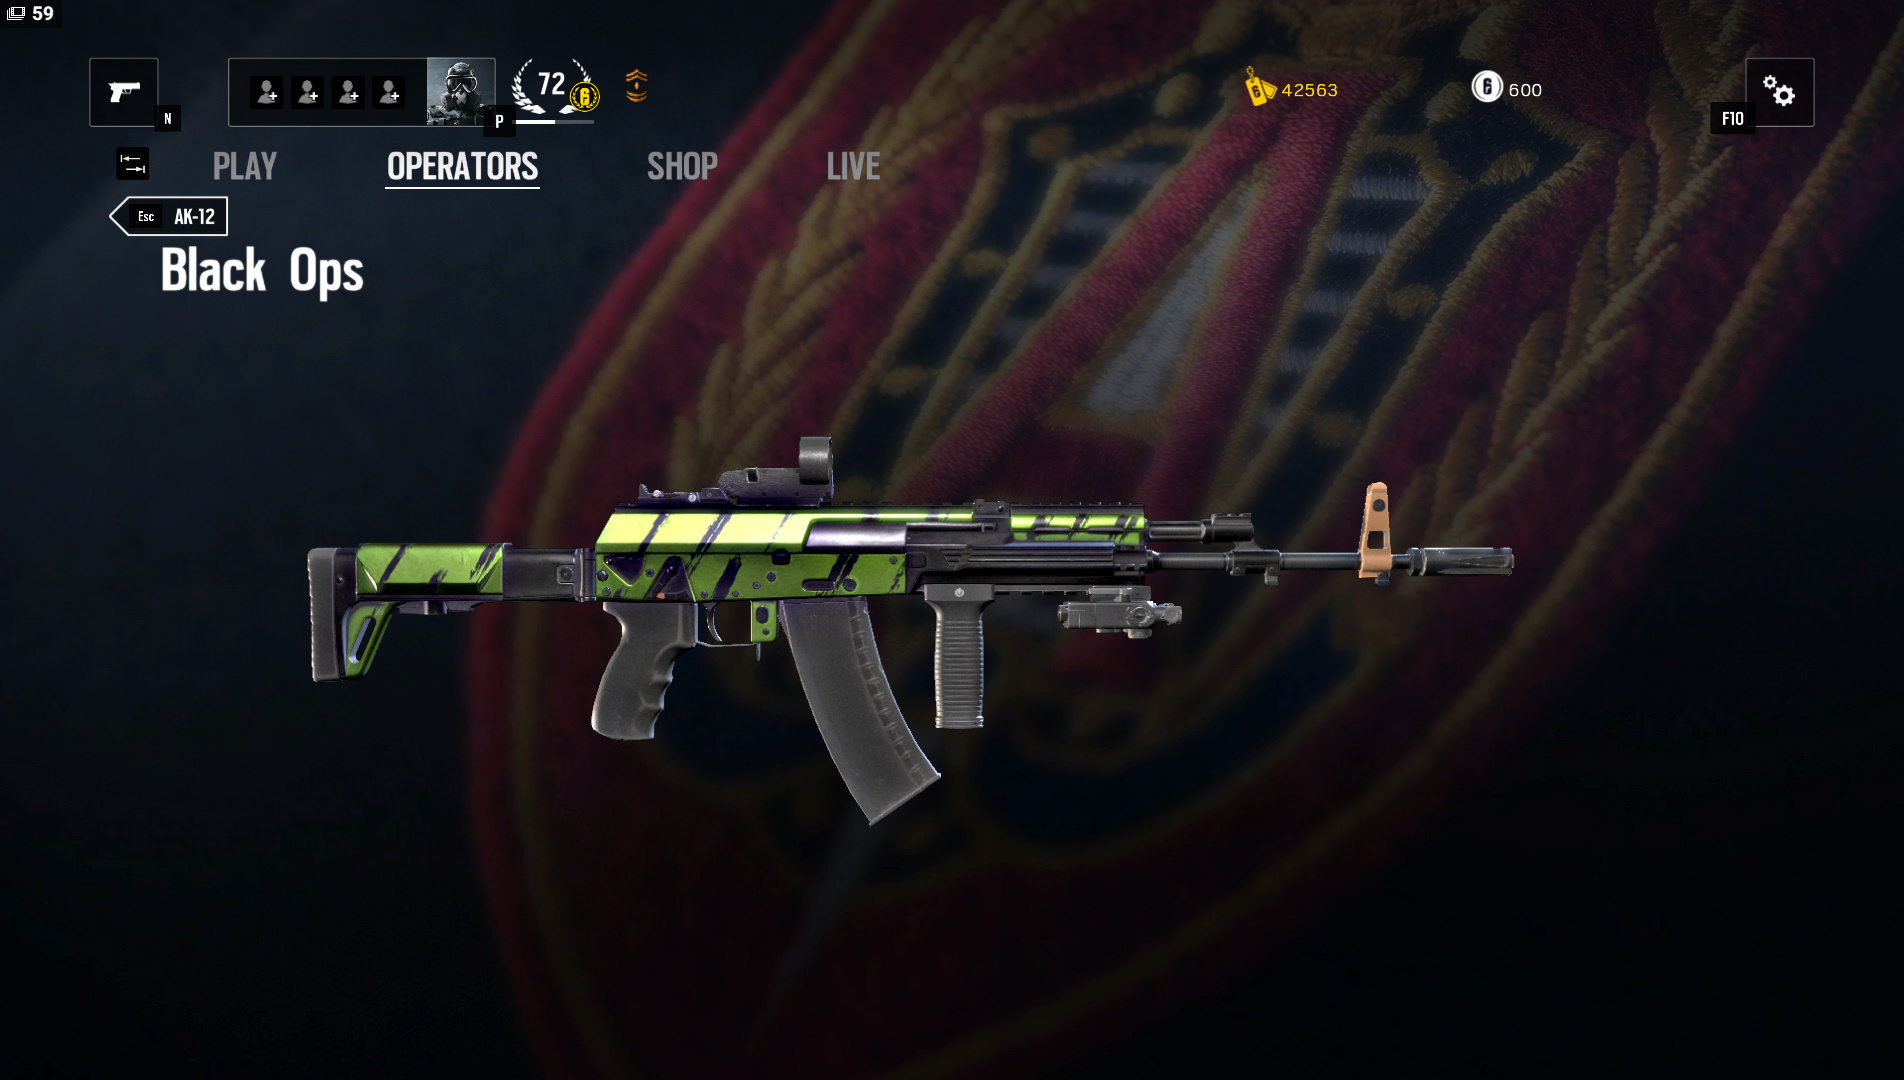 59
N
P
72
42563
600
F10
PLAY
OPERATORS
SHOP
LIVE
Esc
AK-12
Black Ops